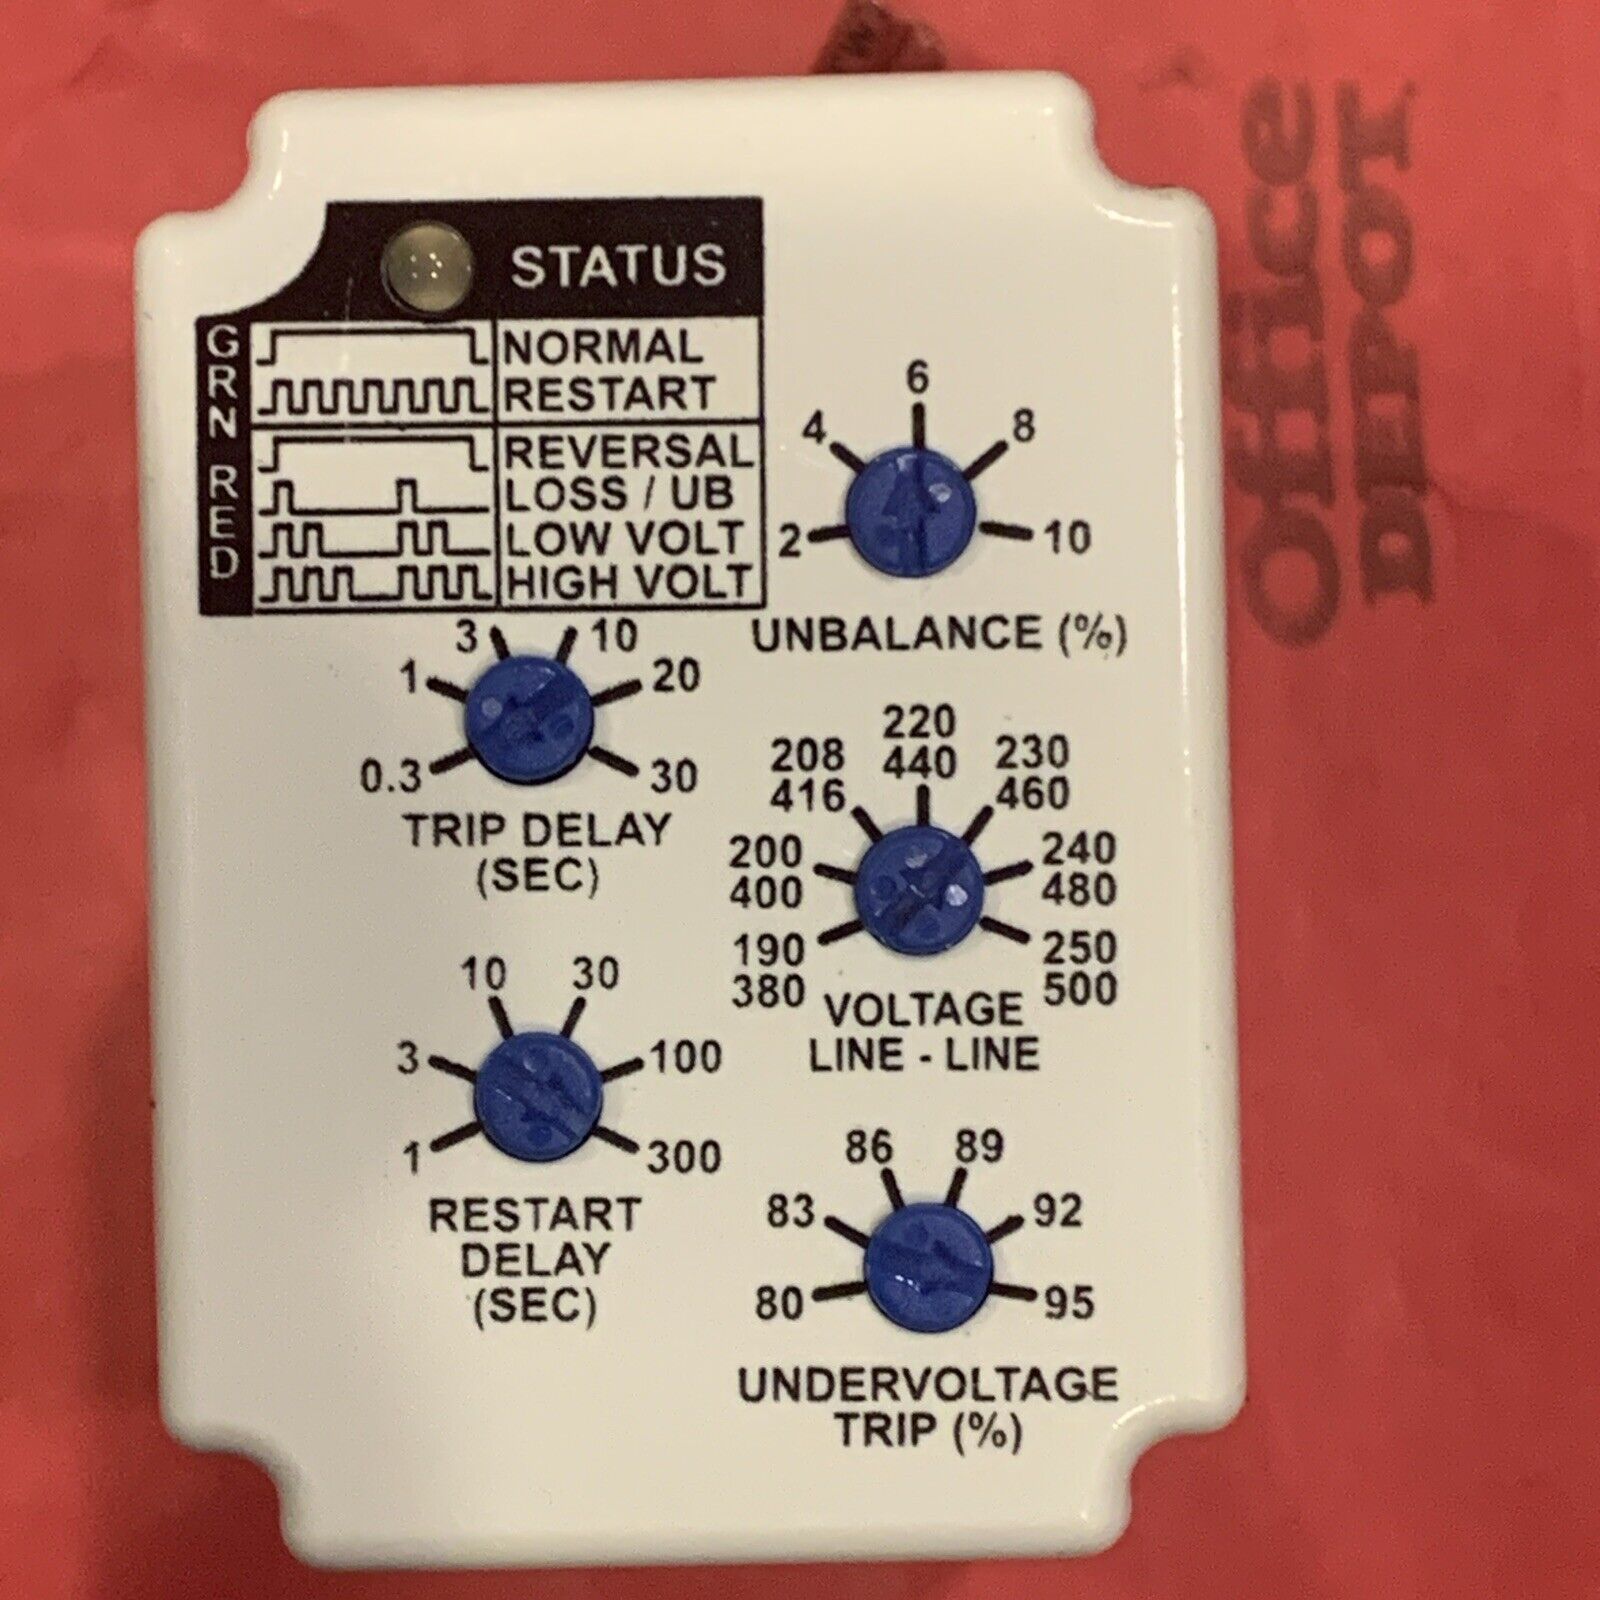 STATUS
GRN
NORMAL
RESTART
RED
REVERSAL
LOSS / UB
LOW VOLT
HIGH VOLT
2 4 6 8 10
UNBALANCE (%)
0.3 1 3 10 20 30
TRIP DELAY
(SEC)
190 200 208 220 230 240 250
380 400 416 440 460 480 500
VOLTAGE
LINE - LINE
1 3 10 30 100 300
RESTART
DELAY
(SEC)
80 83 86 89 92 95
UNDERVOLTAGE
TRIP (%)
Office
DEPOT